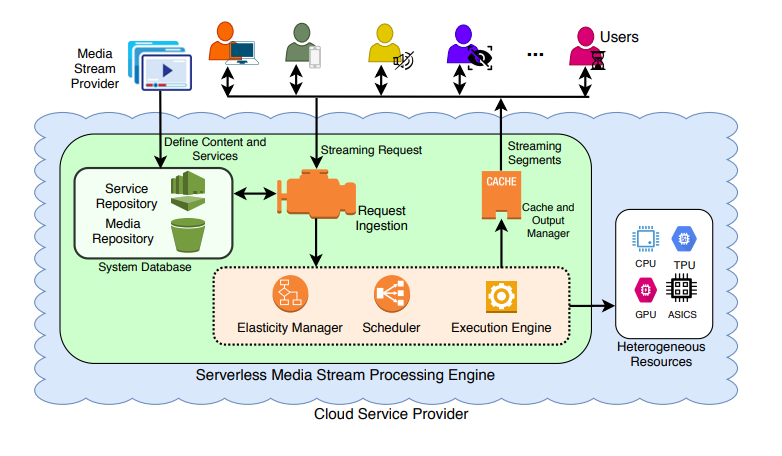 Media
Stream
Provider
...
Users
Define Content and
Services
Streaming Request
Streaming
Segments
Service
Repository
Media
Repository
System Database
Request
Ingestion
CACHE
Cache and
Output
Manager
Elasticity Manager
Scheduler
Execution Engine
CPU
TPU
GPU
ASICS
Heterogeneous
Resources
Serverless Media Stream Processing Engine
Cloud Service Provider